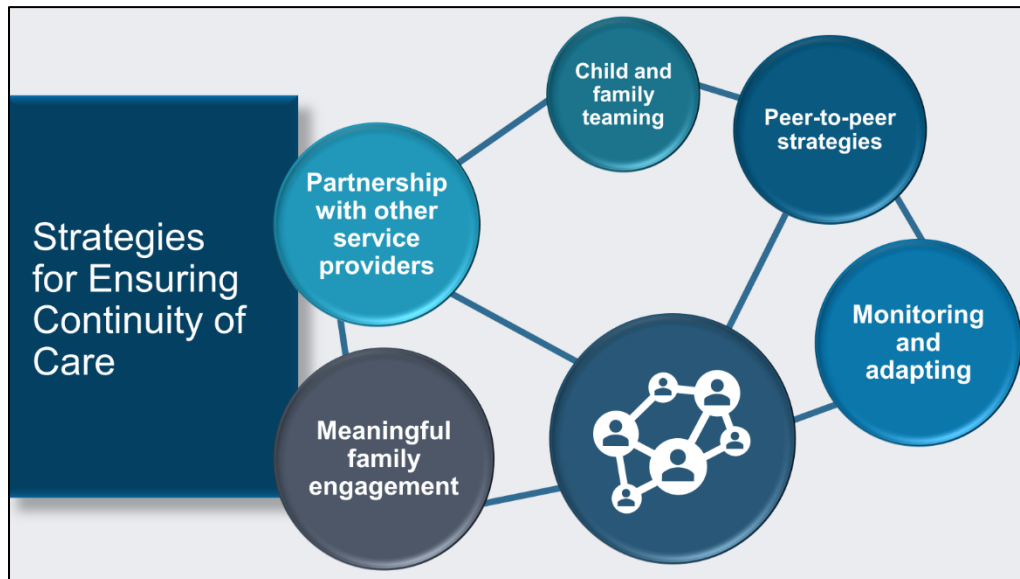 Strategies
for Ensuring
Continuity of
Care
Partnership
with other
service
providers
Child and
family
teaming
Peer-to-peer
strategies
Monitoring
and
adapting
Meaningful
family
engagement